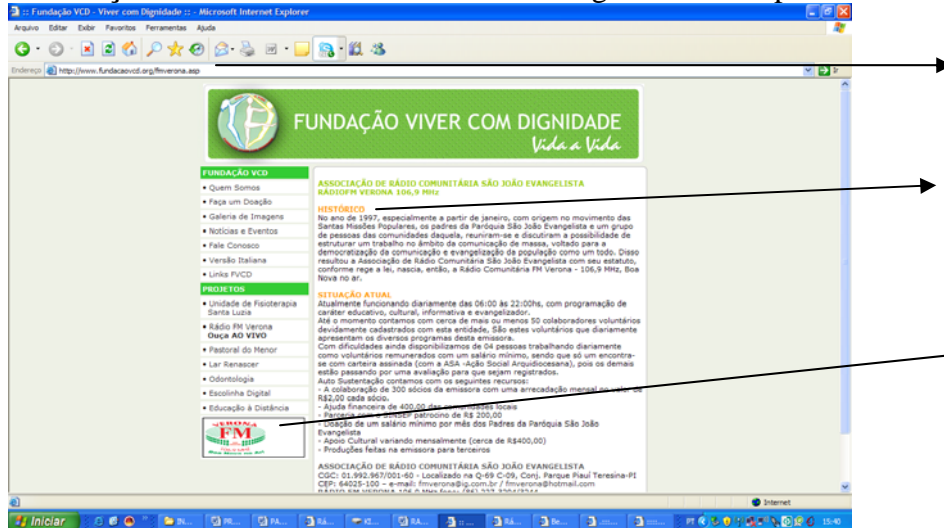 :: Fundação VCD - Viver com Dignidade :: - Microsoft Internet Explorer
Arquivo Editar Exibir Favoritos Ferramentas Ajuda
Endereço http://www.fundacaovcd.org/fmverona.asp Ir
FUNDAÇÃO VIVER COM DIGNIDADE
Vida a Vida
FUNDAÇÃO VCD
• Quem Somos
• Faça um Doação
• Galeria de Imagens
• Notícias e Eventos
• Fale Conosco
• Versão Italiana
• Links FVCD
PROJETOS
• Unidade de Fisioterapia
Santa Luzia
• Rádio FM Verona
Ouça AO VIVO
• Pastoral do Menor
• Lar Renascer
• Odontologia
• Escolinha Digital
• Educação à Distância
VERONA
FM
ASSOCIAÇÃO DE RÁDIO COMUNITÁRIA SÃO JOÃO EVANGELISTA
RÁDIOFM VERONA 106,9 MHz
HISTÓRICO
No ano de 1997, especialmente a partir de janeiro, com origem no movimento das
Santas Missões Populares, os padres da Paróquia São João Evangelista e um grupo
de pessoas das comunidades daquela, reuniram-se e discutiram a possibilidade de
estruturar um trabalho no âmbito da comunicação de massa, voltado para a
democratização da comunicação e evangelização da população como um todo. Disso
resultou a Associação de Rádio Comunitária São João Evangelista com seu estatuto,
conforme rege a lei, nascia, então, a Rádio Comunitária FM Verona - 106,9 MHz, Boa
Nova no ar.
SITUAÇÃO ATUAL
Atualmente funcionando diariamente das 06:00 às 22:00hs, com programação de
caráter educativo, cultural, informativa e evangelizador.
Até o momento contamos com cerca de mais ou menos 50 colaboradores voluntários
devidamente cadastrados com esta entidade, São estes voluntários que diariamente
apresentam os diversos programas desta emissora.
Com dificuldades ainda disponibilizamos de 04 pessoas trabalhando diariamente
como voluntários remunerados com um salário mínimo, sendo que só um encontra-
se com carteira assinada (com a ASA -Ação Social Arquidiocesana), pois os demais
estão passando por uma avaliação para que sejam registrados.
Auto Sustentação contamos com os seguintes recursos:
- A colaboração de 300 sócios da emissora com uma arrecadação mensal no valor de
R$2,00 cada sócio.
- Ajuda financeira de 400,00 das comunidades locais
- Parceria com o SINSEP patrocino de R$ 200,00
- Doação de um salário mínimo por mês dos Padres da Paróquia São João
Evangelista
- Apoio Cultural variando mensalmente (cerca de R$400,00)
- Produções feitas na emissora para terceiros
ASSOCIAÇÃO DE RÁDIO COMUNITÁRIA SÃO JOÃO EVANGELISTA
CGC: 01.992.967/001-60 - Localizado na Q-69 C-09, Conj. Parque Piauí Teresina-PI
CEP: 64025-100 - e-mail: fmverona@ig.com.br / fmverona@hotmail.com
Internet
Iniciar
PT
15:40